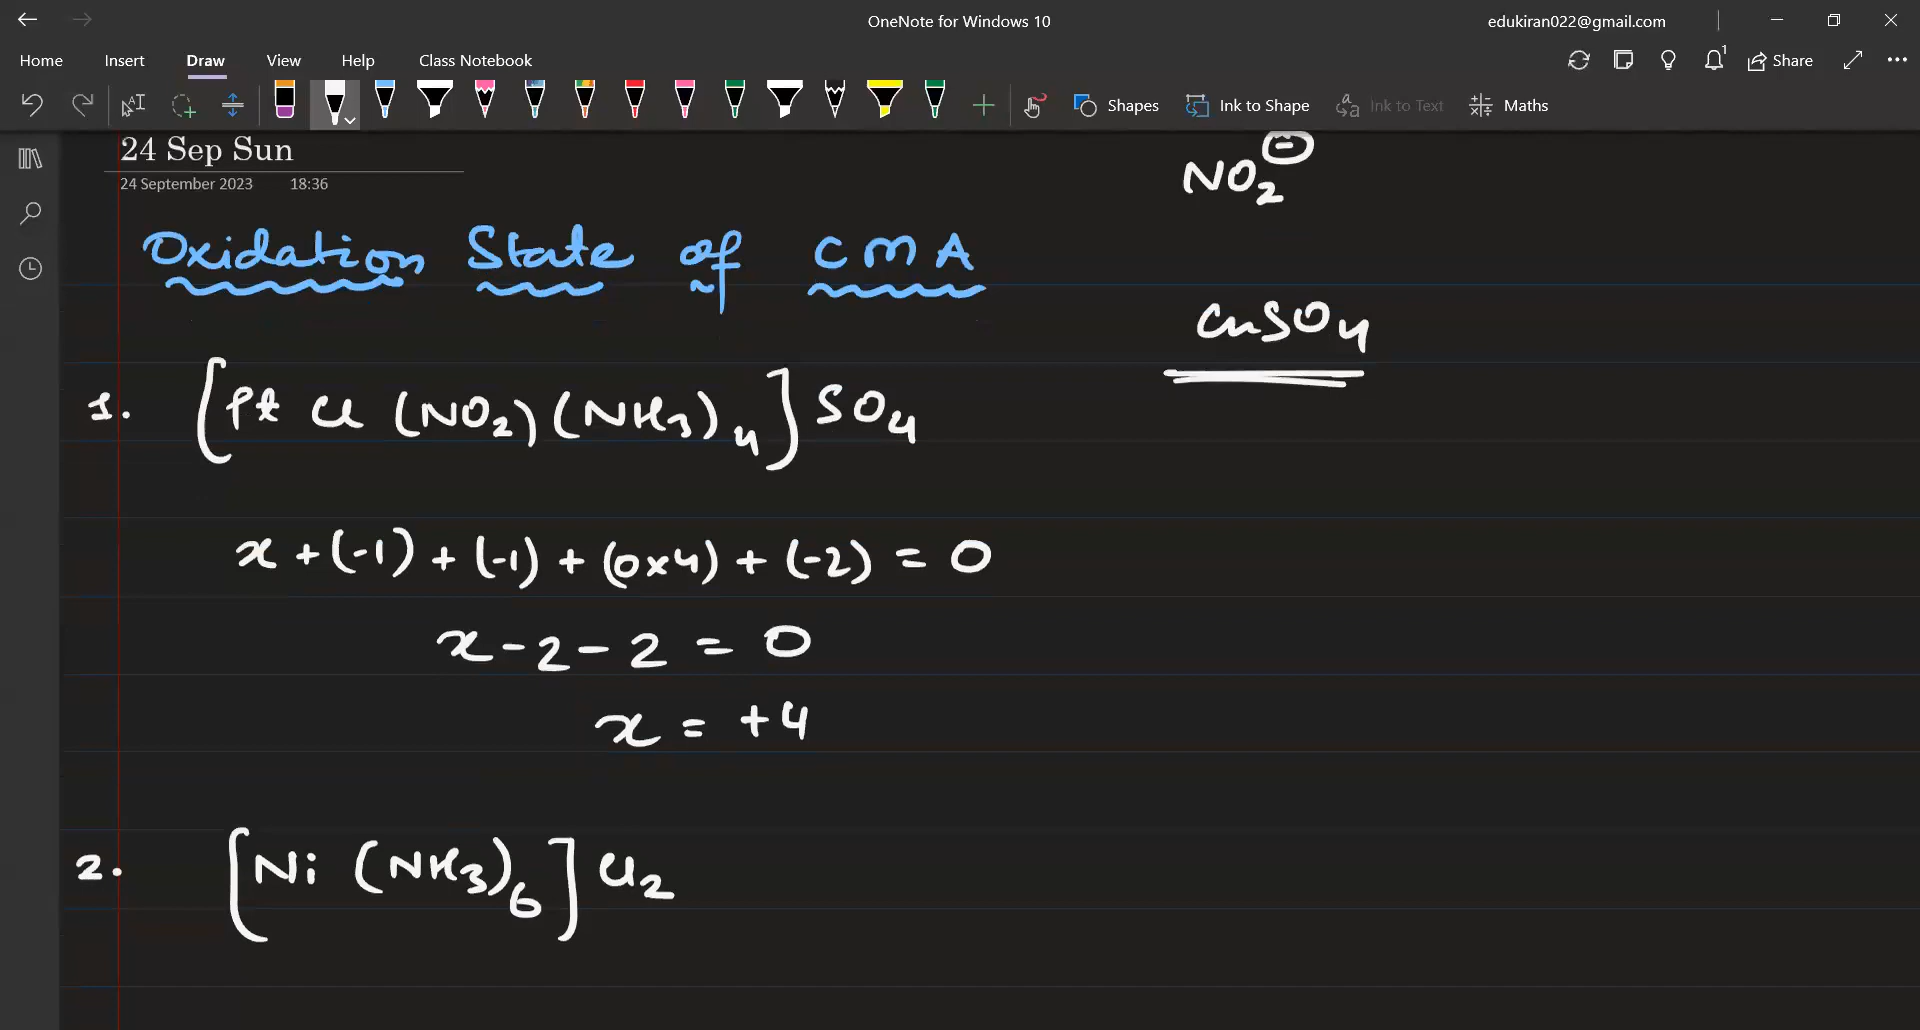 OneNote for Windows 10
edukiran022@gmail.com
Home Insert Draw View Help Class Notebook
1 Share
Shapes Ink to Shape Ink to Text Maths
24 Sep Sun
24 September 2023 18:36
NO₂⊖
Oxidation State of CMA
CuSO₄
1. [Pt Cl (NO₂)(NH₃)₄]SO₄
x + (-1) + (-1) + (0x4) + (-2) = 0
x - 2 - 2 = 0
x = +4
2. [Ni (NH₃)₆]Cl₂